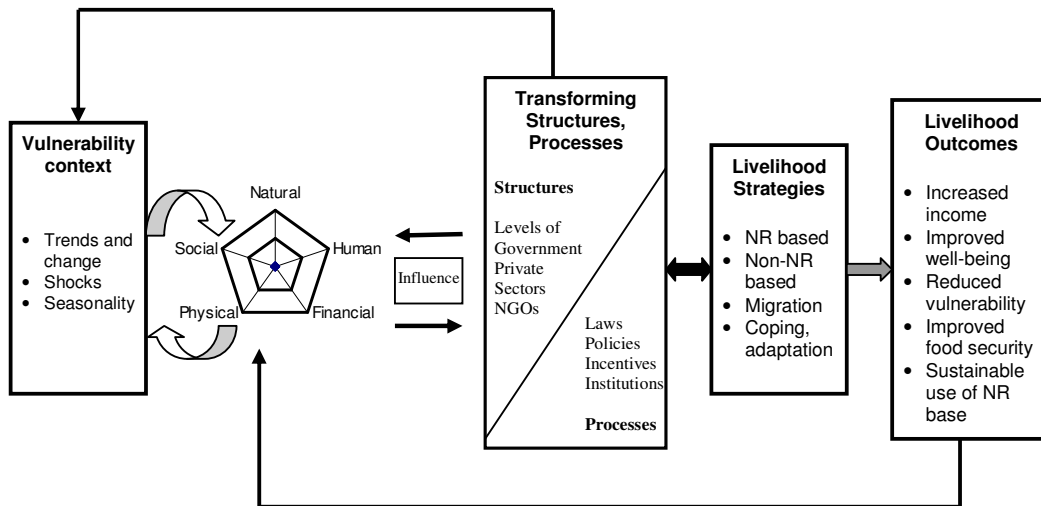 Vulnerability
context
• Trends and
change
• Shocks
• Seasonality
Natural
Social
Human
Physical
Financial
Influence
Transforming
Structures,
Processes
Structures
Levels of
Government
Private
Sectors
NGOs
Laws
Policies
Incentives
Institutions
Processes
Livelihood
Strategies
• NR based
• Non-NR
based
• Migration
• Coping,
adaptation
Livelihood
Outcomes
• Increased
income
• Improved
well-being
• Reduced
vulnerability
• Improved
food security
• Sustainable
use of NR
base